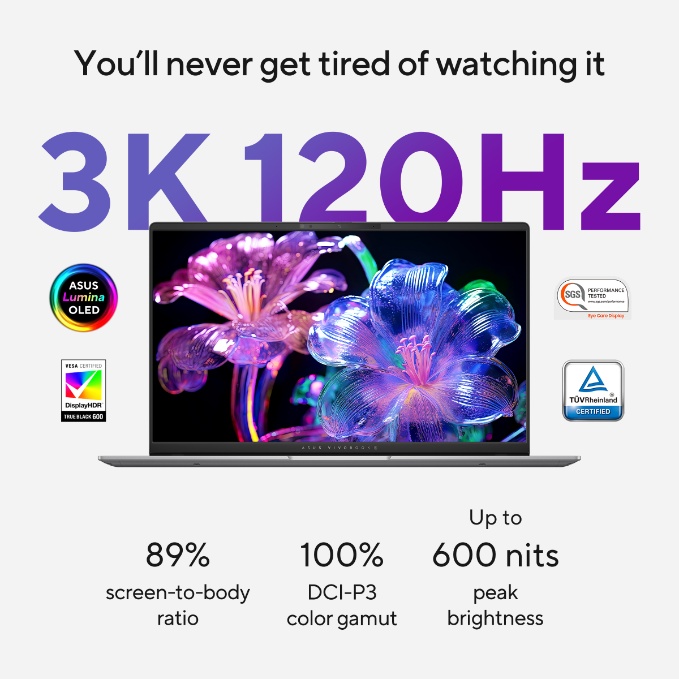 You'll never get tired of watching it
3K 120Hz
ASUS
Lumina
OLED
SGS
PERFORMANCE
TESTED
Eye Care Display
VESA CERTIFIED
DisplayHDR
TRUE BLACK 600
TÜVRheinland®
CERTIFIED
ASUS VIVOBOOK
Up to
89%
100%
600 nits
screen-to-body
DCI-P3
peak
ratio
color gamut
brightness